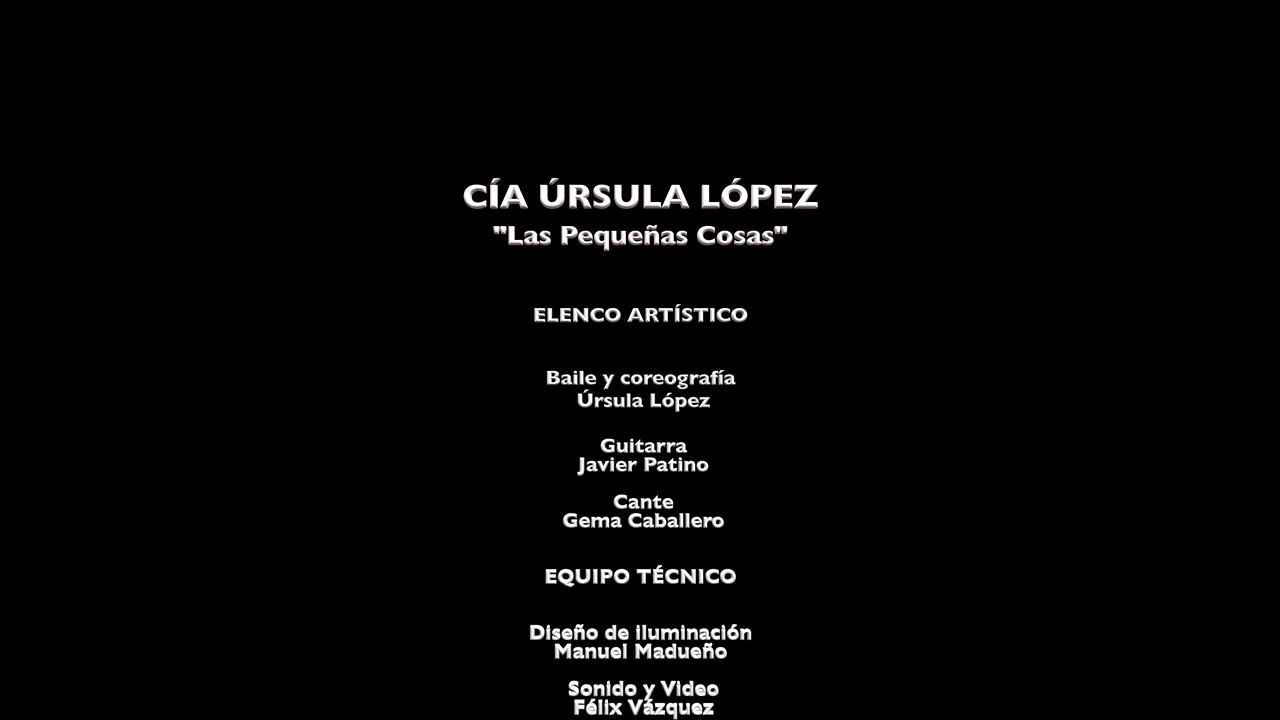 CÍA ÚRSULA LÓPEZ
"Las Pequeñas Cosas"
ELENCO ARTÍSTICO
Baile y coreografía
Úrsula López
Guitarra
Javier Patino
Cante
Gema Caballero
EQUIPO TÉCNICO
Diseño de iluminación
Manuel Madueño
Sonido y Video
Félix Vázquez